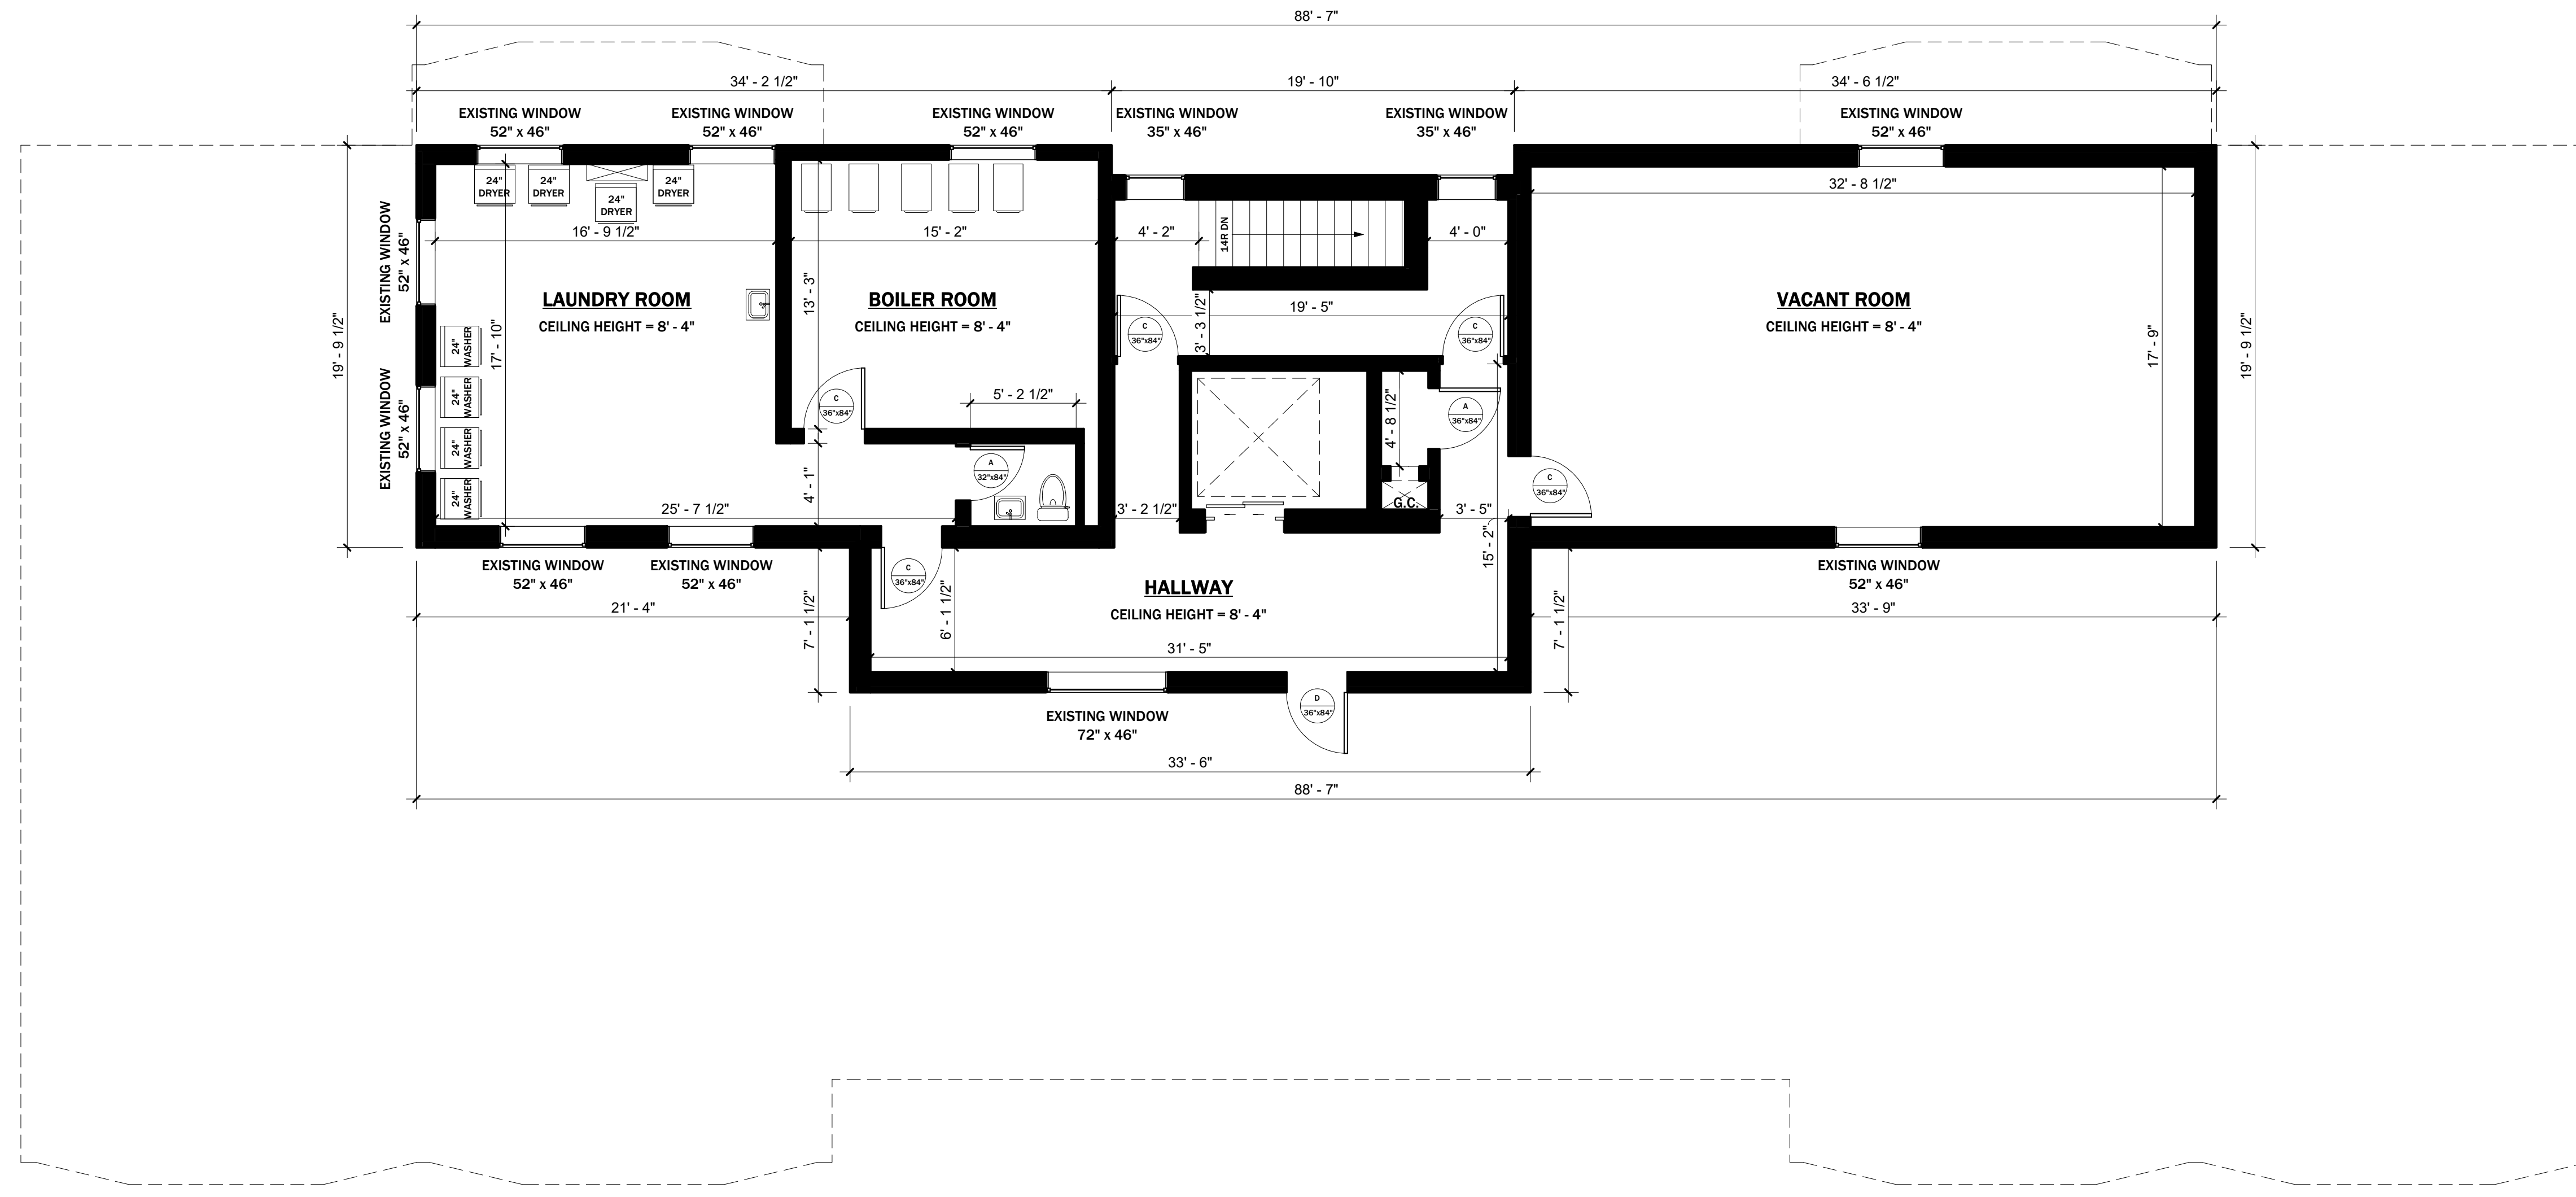 88' - 7"
34' - 2 1/2"
19' - 10"
34' - 6 1/2"
EXISTING WINDOW
52" x 46"
EXISTING WINDOW
52" x 46"
EXISTING WINDOW
52" x 46"
EXISTING WINDOW
35" x 46"
EXISTING WINDOW
35" x 46"
EXISTING WINDOW
52" x 46"
24"
DRYER
24"
DRYER
24"
DRYER
24"
DRYER
16' - 9 1/2"
15' - 2"
4' - 2"
14R DN
4' - 0"
32' - 8 1/2"
EXISTING WINDOW
52" x 46"
EXISTING WINDOW
52" x 46"
19' - 9 1/2"
17' - 10"
LAUNDRY ROOM
CEILING HEIGHT = 8' - 4"
13' - 3"
BOILER ROOM
CEILING HEIGHT = 8' - 4"
3' - 3 1/2"
19' - 5"
C
36"x84"
C
36"x84"
VACANT ROOM
CEILING HEIGHT = 8' - 4"
17' - 9"
19' - 9 1/2"
24"
WASHER
24"
WASHER
24"
WASHER
24"
WASHER
C
36"x84"
5' - 2 1/2"
4' - 8 1/2"
A
36"x84"
4' - 1"
A
32"x84"
C
36"x84"
25' - 7 1/2"
3' - 2 1/2"
G.C.
3' - 5"
15' - 2"
EXISTING WINDOW
52" x 46"
EXISTING WINDOW
52" x 46"
C
36"x84"
HALLWAY
CEILING HEIGHT = 8' - 4"
EXISTING WINDOW
52" x 46"
21' - 4"
7' - 1 1/2"
6' - 1 1/2"
7' - 1 1/2"
33' - 9"
31' - 5"
D
36"x84"
EXISTING WINDOW
72" x 46"
33' - 6"
88' - 7"